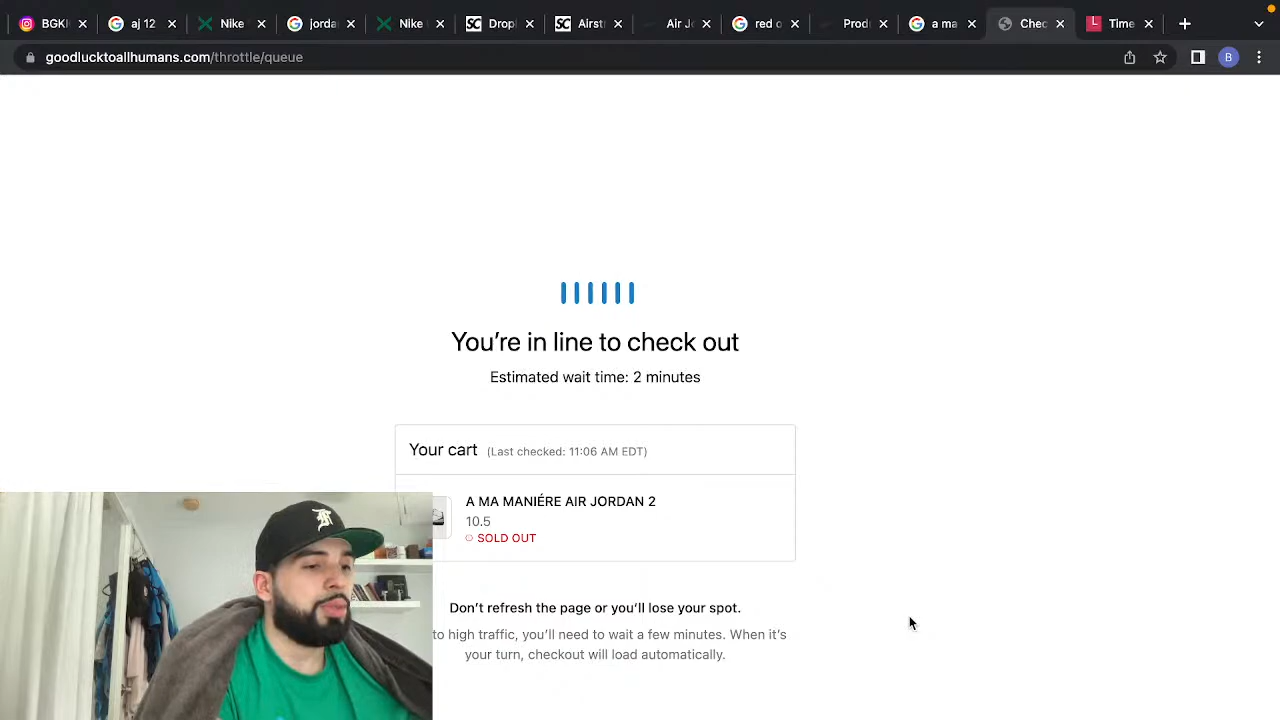 BGKI
aj 12
Nike
jorda
Nike
Drop
Airst
Air Jo
red o
Prod
a ma
Chec
Time
goodlucktoallhumans.com/throttle/queue
B
You’re in line to check out
Estimated wait time: 2 minutes
Your cart (Last checked: 11:06 AM EDT)
A MA MANIÉRE AIR JORDAN 2
10.5
SOLD OUT
Don’t refresh the page or you’ll lose your spot.
to high traffic, you’ll need to wait a few minutes. When it’s
your turn, checkout will load automatically.